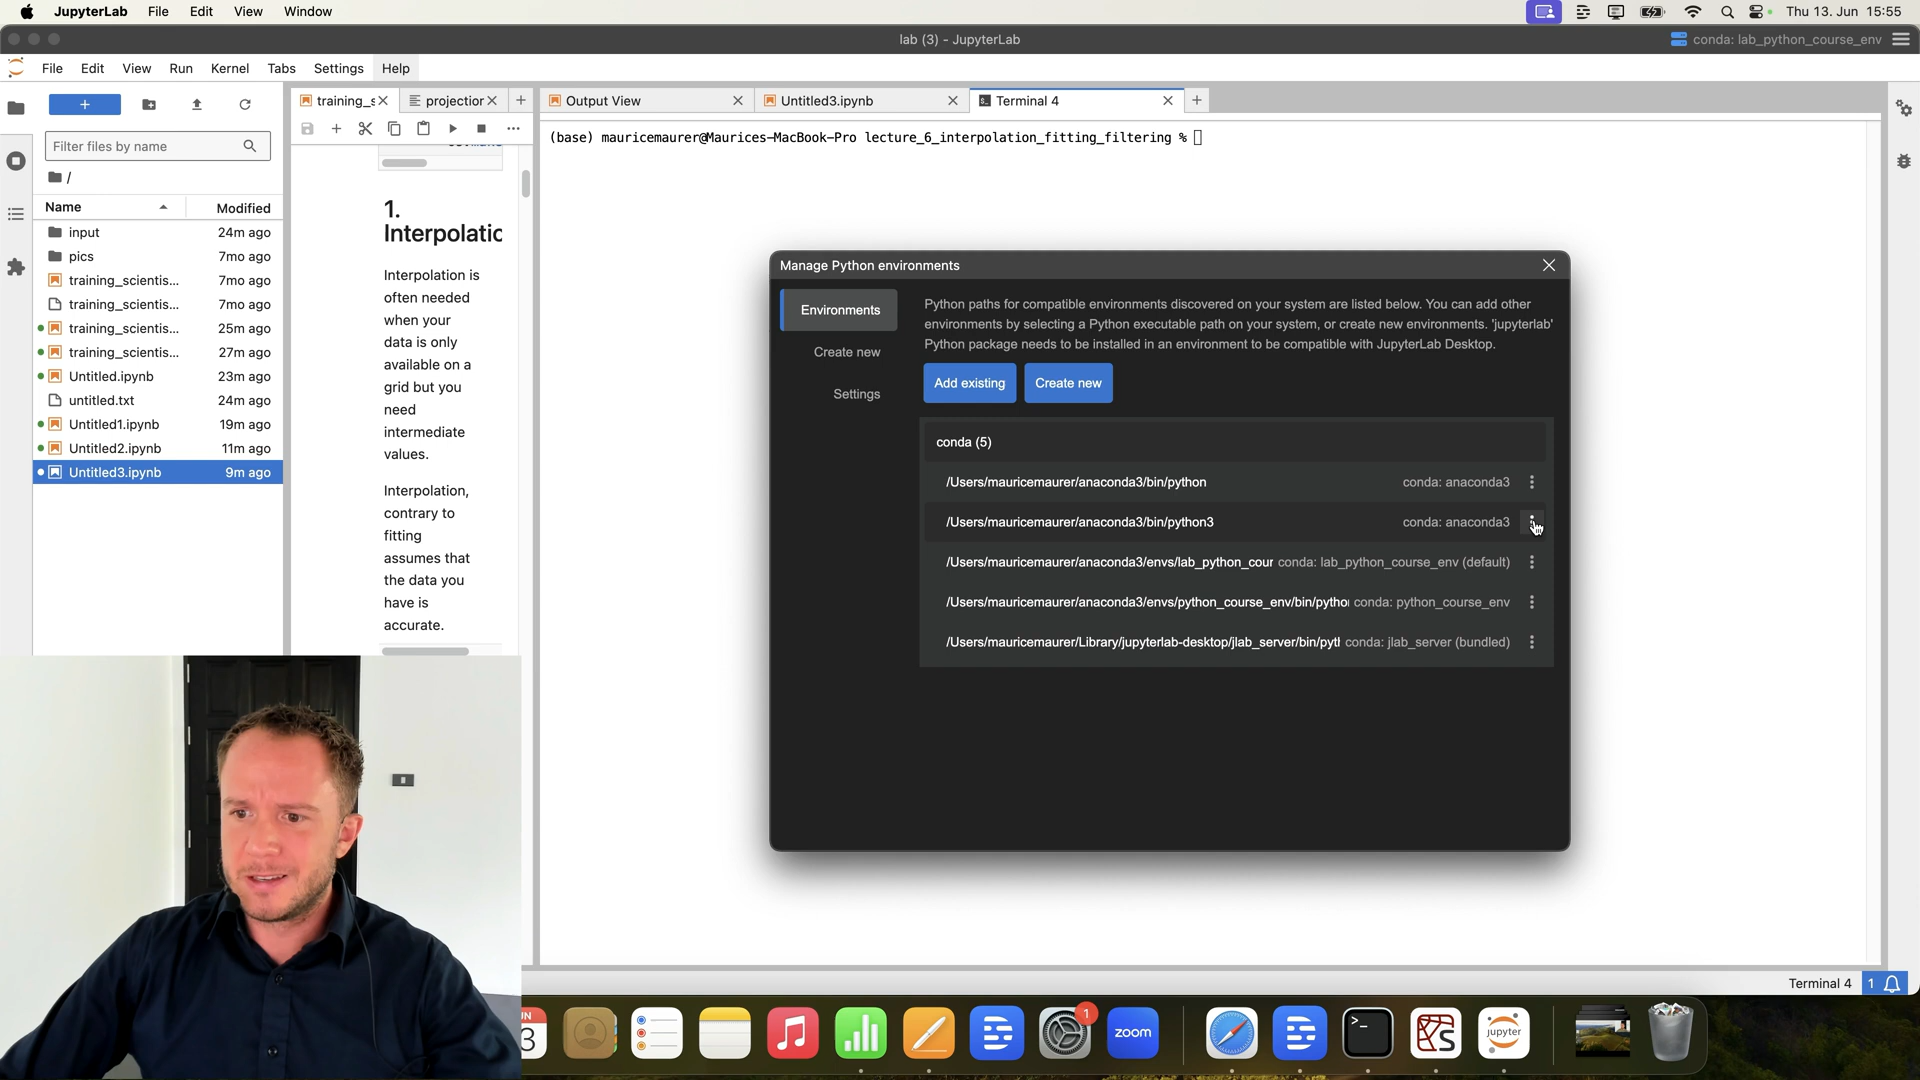 JupyterLab File Edit View Window
Thu 13. Jun 15:55
lab (3) - JupyterLab
conda: lab_python_course_env
File Edit View Run Kernel Tabs Settings Help
training_s
projection
Output View
Untitled3.ipynb
Terminal 4
Filter files by name
/
Name Modified
input 24m ago
pics 7mo ago
training_scientis... 7mo ago
training_scientis... 7mo ago
training_scientis... 25m ago
training_scientis... 27m ago
Untitled.ipynb 23m ago
untitled.txt 24m ago
Untitled1.ipynb 19m ago
Untitled2.ipynb 11m ago
Untitled3.ipynb 9m ago
1.
Interpolatic
Interpolation is
often needed
when your
data is only
available on a
grid but you
need
intermediate
values.
Interpolation,
contrary to
fitting
assumes that
the data you
have is
accurate.
(base) mauricemaurer@Maurices-MacBook-Pro lecture_6_interpolation_fitting_filtering %
Manage Python environments
Environments
Create new
Settings
Python paths for compatible environments discovered on your system are listed below. You can add other
environments by selecting a Python executable path on your system, or create new environments. 'jupyterlab'
Python package needs to be installed in an environment to be compatible with JupyterLab Desktop.
Add existing
Create new
conda (5)
/Users/mauricemaurer/anaconda3/bin/python conda: anaconda3
/Users/mauricemaurer/anaconda3/bin/python3 conda: anaconda3
/Users/mauricemaurer/anaconda3/envs/lab_python_cour conda: lab_python_course_env (default)
/Users/mauricemaurer/anaconda3/envs/python_course_env/bin/pytho conda: python_course_env
/Users/mauricemaurer/Library/jupyterlab-desktop/jlab_server/bin/pyt conda: jlab_server (bundled)
Terminal 4 1
UN
3
1
zoom
>_
jupyter